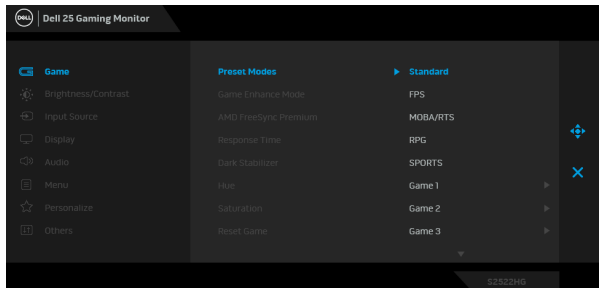 DELL Dell 25 Gaming Monitor
Game Preset Modes Standard
Brightness/Contrast Game Enhance Mode FPS
Input Source AMD FreeSync Premium MOBA/RTS
Display Response Time RPG
Audio Dark Stabilizer SPORTS
Menu Hue Game 1
Personalize Saturation Game 2
Others Reset Game Game 3
S2522HG